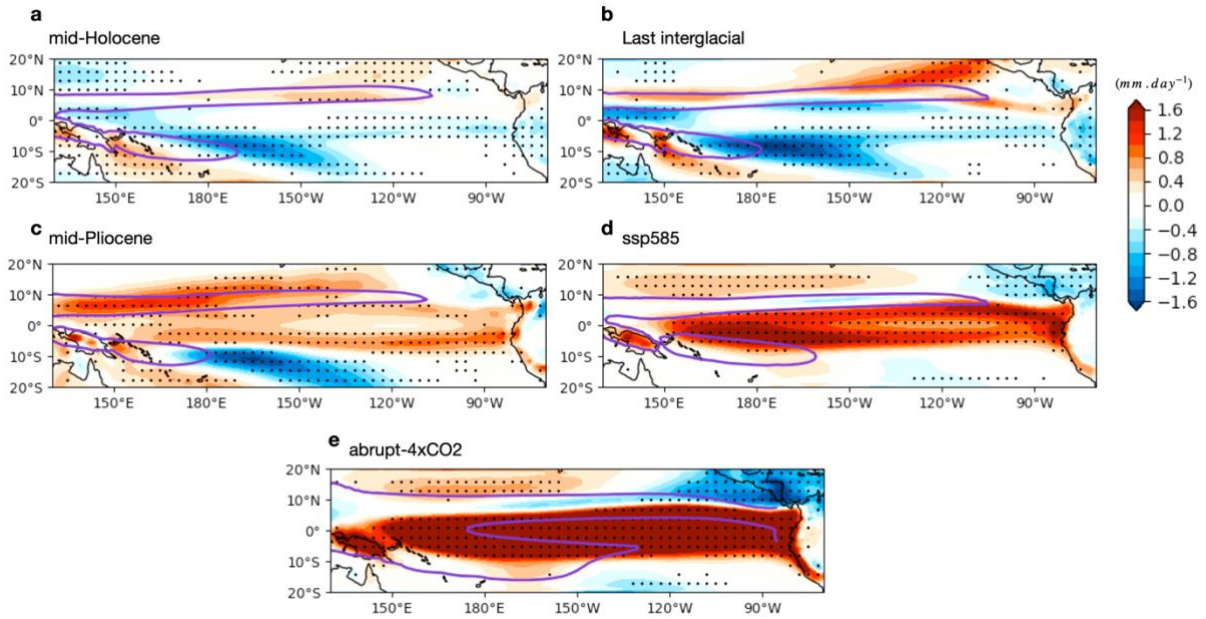 a
mid-Holocene
20°N
10°N
0°
10°S
20°S
150°E 180°E 150°W 120°W 90°W
b
Last interglacial
20°N
10°N
0°
10°S
20°S
150°E 180°E 150°W 120°W 90°W
(mm.day⁻¹)
1.6
1.2
0.8
0.4
0.0
−0.4
−0.8
−1.2
−1.6
c
mid-Pliocene
20°N
10°N
0°
10°S
20°S
150°E 180°E 150°W 120°W 90°W
d
ssp585
20°N
10°N
0°
10°S
20°S
150°E 180°E 150°W 120°W 90°W
e
abrupt-4xCO2
20°N
10°N
0°
10°S
20°S
150°E 180°E 150°W 120°W 90°W